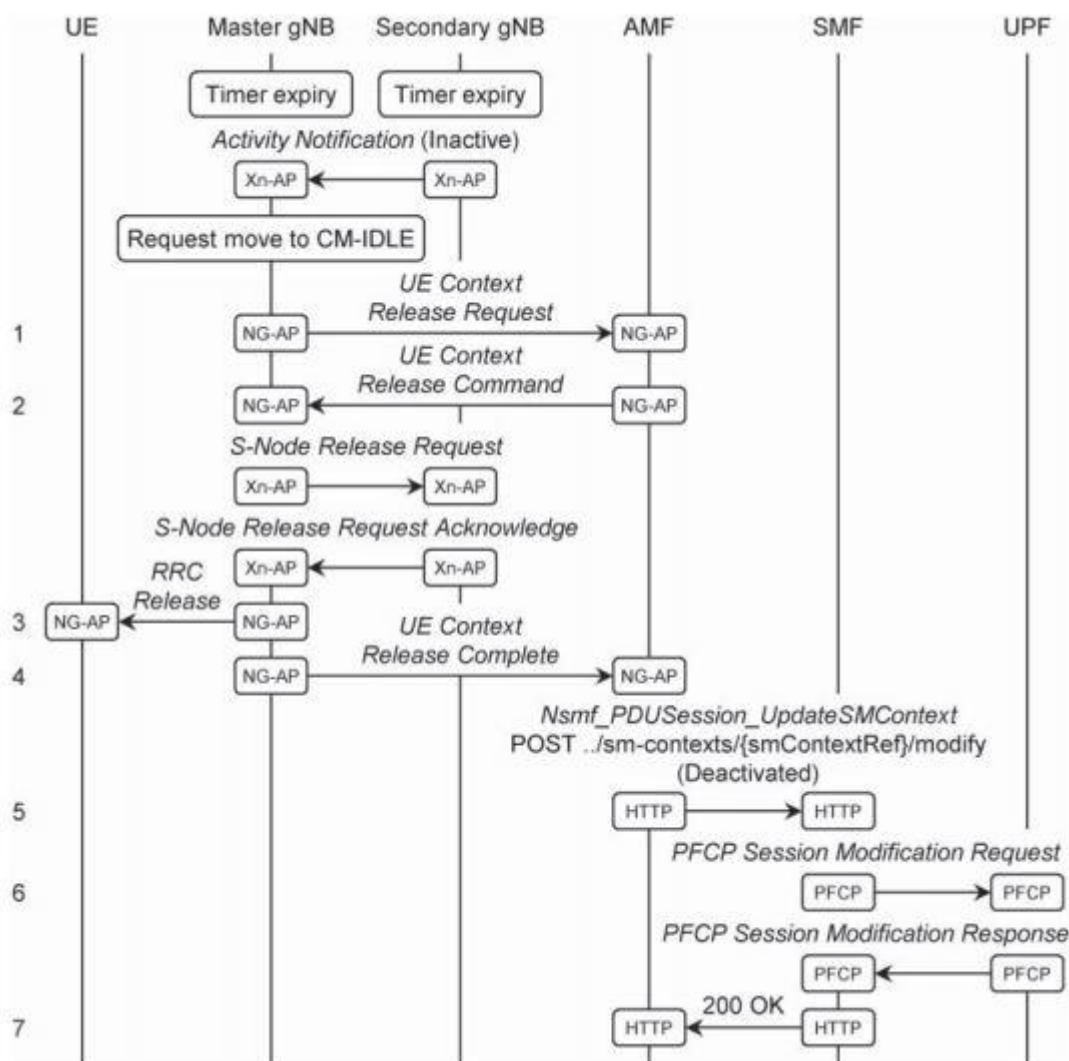 UE Master gNB Secondary gNB AMF SMF UPF
Timer expiry Timer expiry
Activity Notification (Inactive)
Xn-AP Xn-AP
Request move to CM-IDLE
UE Context
Release Request
1 NG-AP NG-AP
UE Context
Release Command
2 NG-AP NG-AP
S-Node Release Request
Xn-AP Xn-AP
S-Node Release Request Acknowledge
Xn-AP Xn-AP
RRC
Release
3 NG-AP NG-AP
UE Context
Release Complete
4 NG-AP NG-AP
Nsmf_PDUSession_UpdateSMContext
POST ../sm-contexts/{smContextRef}/modify
(Deactivated)
5 HTTP HTTP
PFCP Session Modification Request
6 PFCP PFCP
PFCP Session Modification Response
PFCP PFCP
200 OK
7 HTTP HTTP